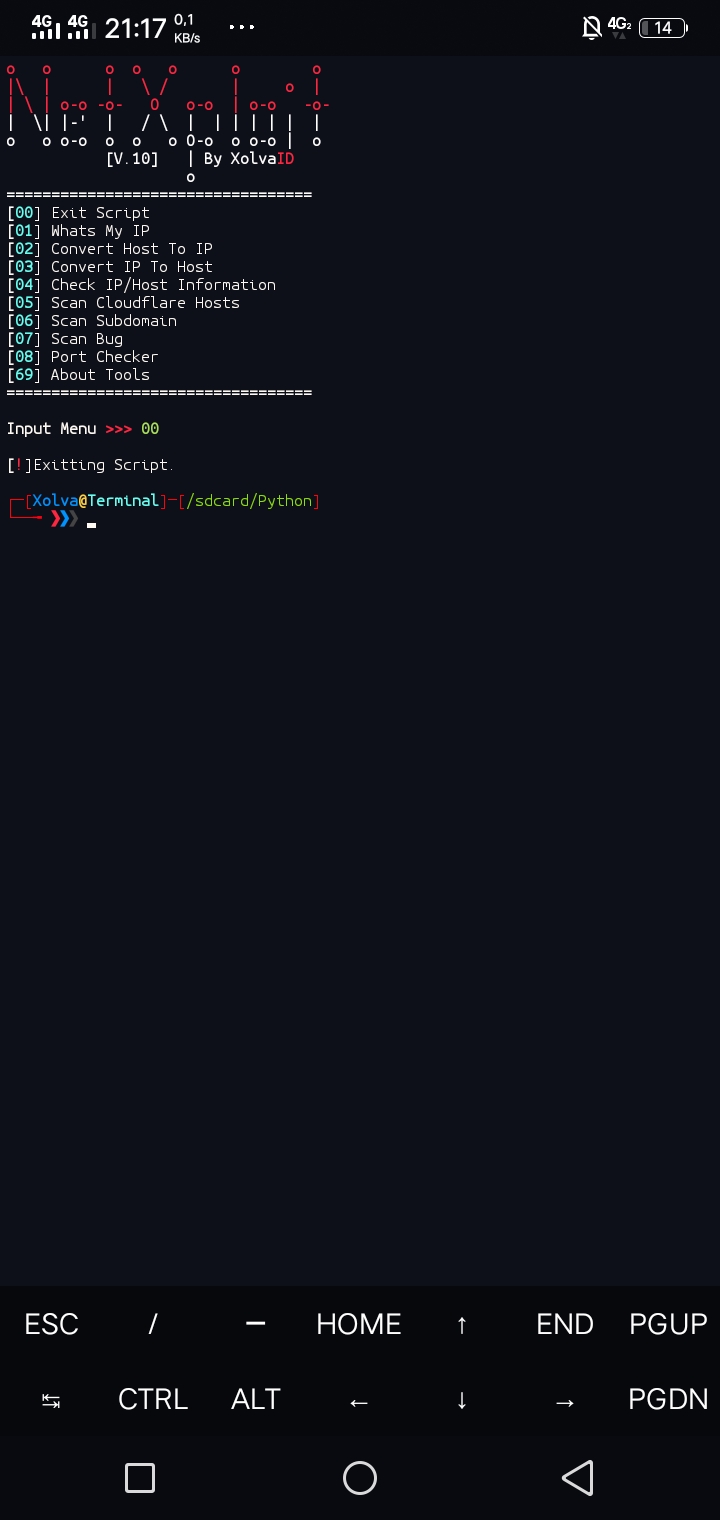 4G 4G 21:17 0,1 KB/s ... 4G2 14
o   o      o  o   o      o        o
|\  |      |   \ /       |     o  |
| \ | o-o -o-   O   o-o  | o-o   -o-
|  \| |-'  |   / \  |  | | | | |  |
o   o o-o  o  o   o O-o  o o-o |  o
           [V.10]   | By XolvaID
                    o
==================================
[00] Exit Script
[01] Whats My IP
[02] Convert Host To IP
[03] Convert IP To Host
[04] Check IP/Host Information
[05] Scan Cloudflare Hosts
[06] Scan Subdomain
[07] Scan Bug
[08] Port Checker
[69] About Tools
==================================
Input Menu >>> 00
[!]Exitting Script.
┌─[Xolva@Terminal]─[/sdcard/Python]
└──╼ ❯❯❯
ESC / — HOME ↑ END PGUP
↹ CTRL ALT ← ↓ → PGDN